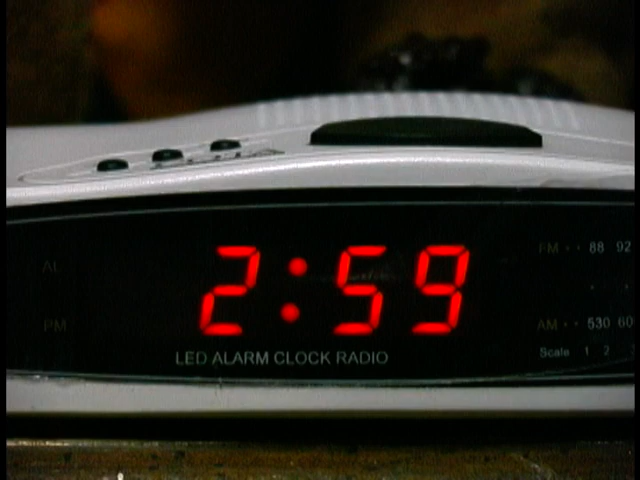 AL
FM 88 92
2:59
PM
AM 530 60
LED ALARM CLOCK RADIO
Scale 1 2